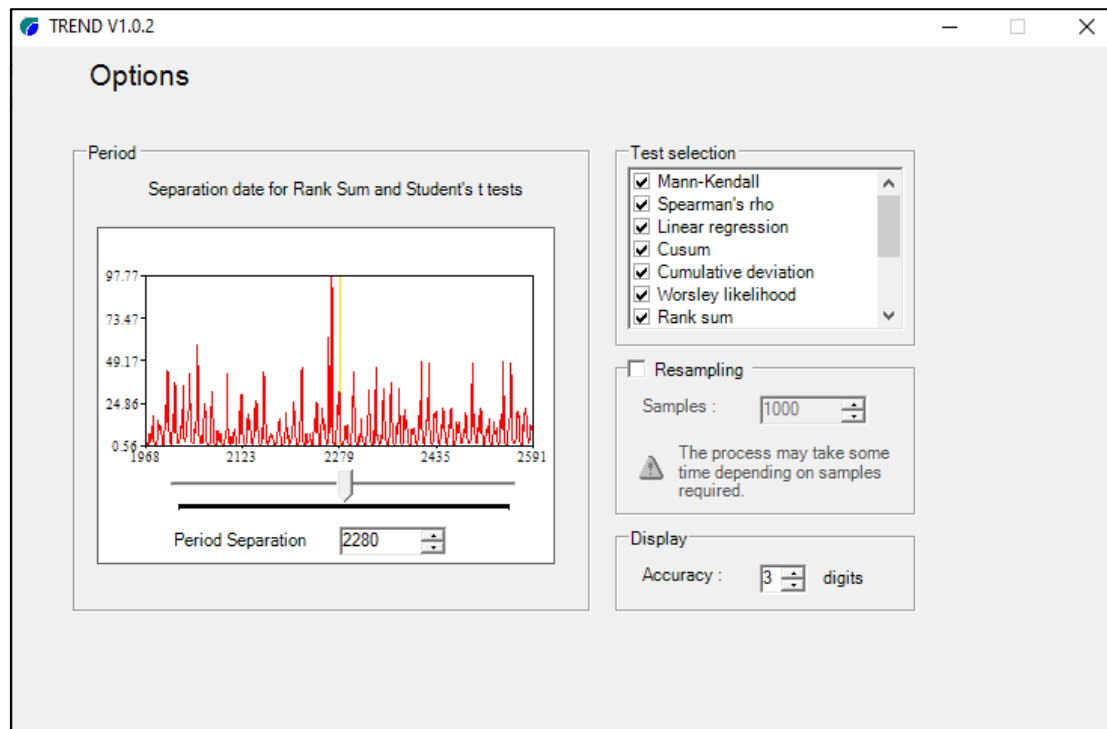 TREND V1.0.2
Options
Period
Separation date for Rank Sum and Student's t tests
97.77
73.47
49.17
24.86
0.56
1968 2123 2279 2435 2591
Period Separation 2280
Test selection
Mann-Kendall
Spearman's rho
Linear regression
Cusum
Cumulative deviation
Worsley likelihood
Rank sum
Resampling
Samples : 1000
The process may take some
time depending on samples
required.
Display
Accuracy : 3 digits